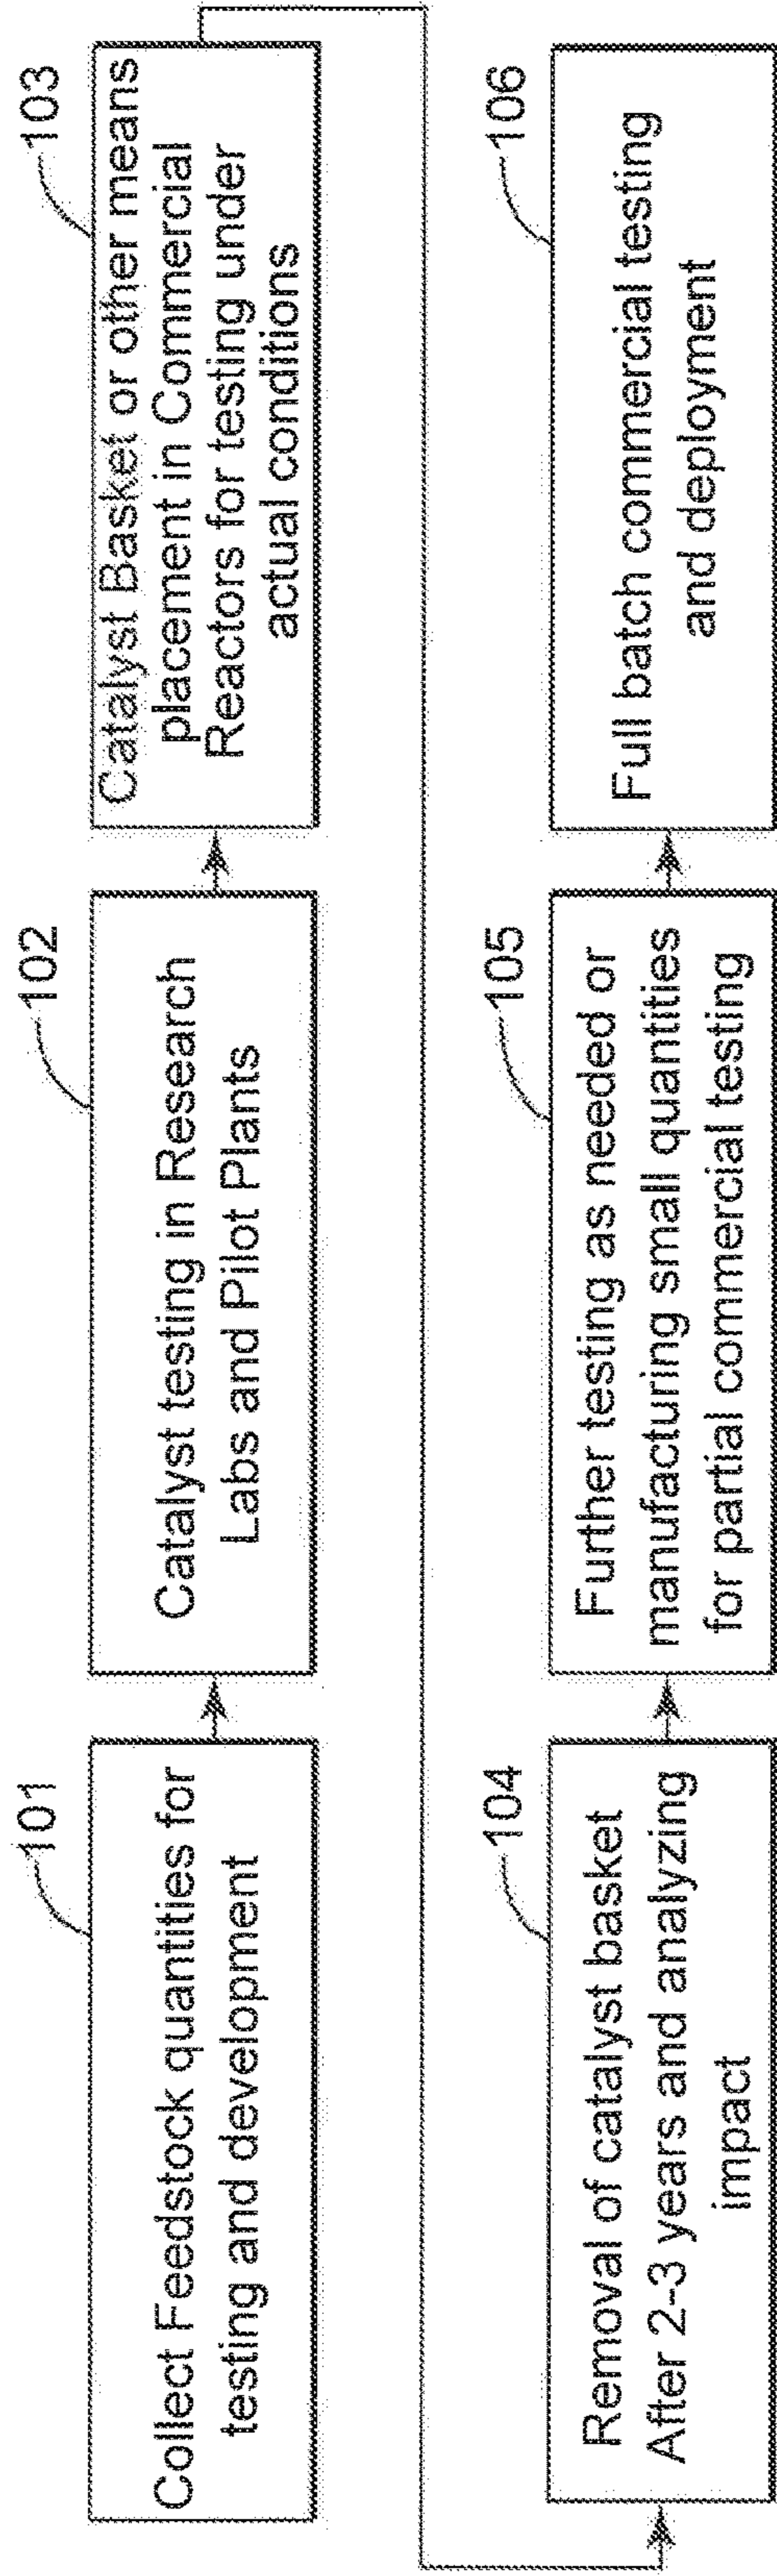 101
Collect Feedstock quantities for
testing and development
102
Catalyst testing in Research
Labs and Pilot Plants
103
Catalyst Basket or other means
placement in Commercial
Reactors for testing under
actual conditions
104
Removal of catalyst basket
After 2-3 years and analyzing
impact
105
Further testing as needed or
manufacturing small quantities
for partial commercial testing
106
Full batch commercial testing
and deployment